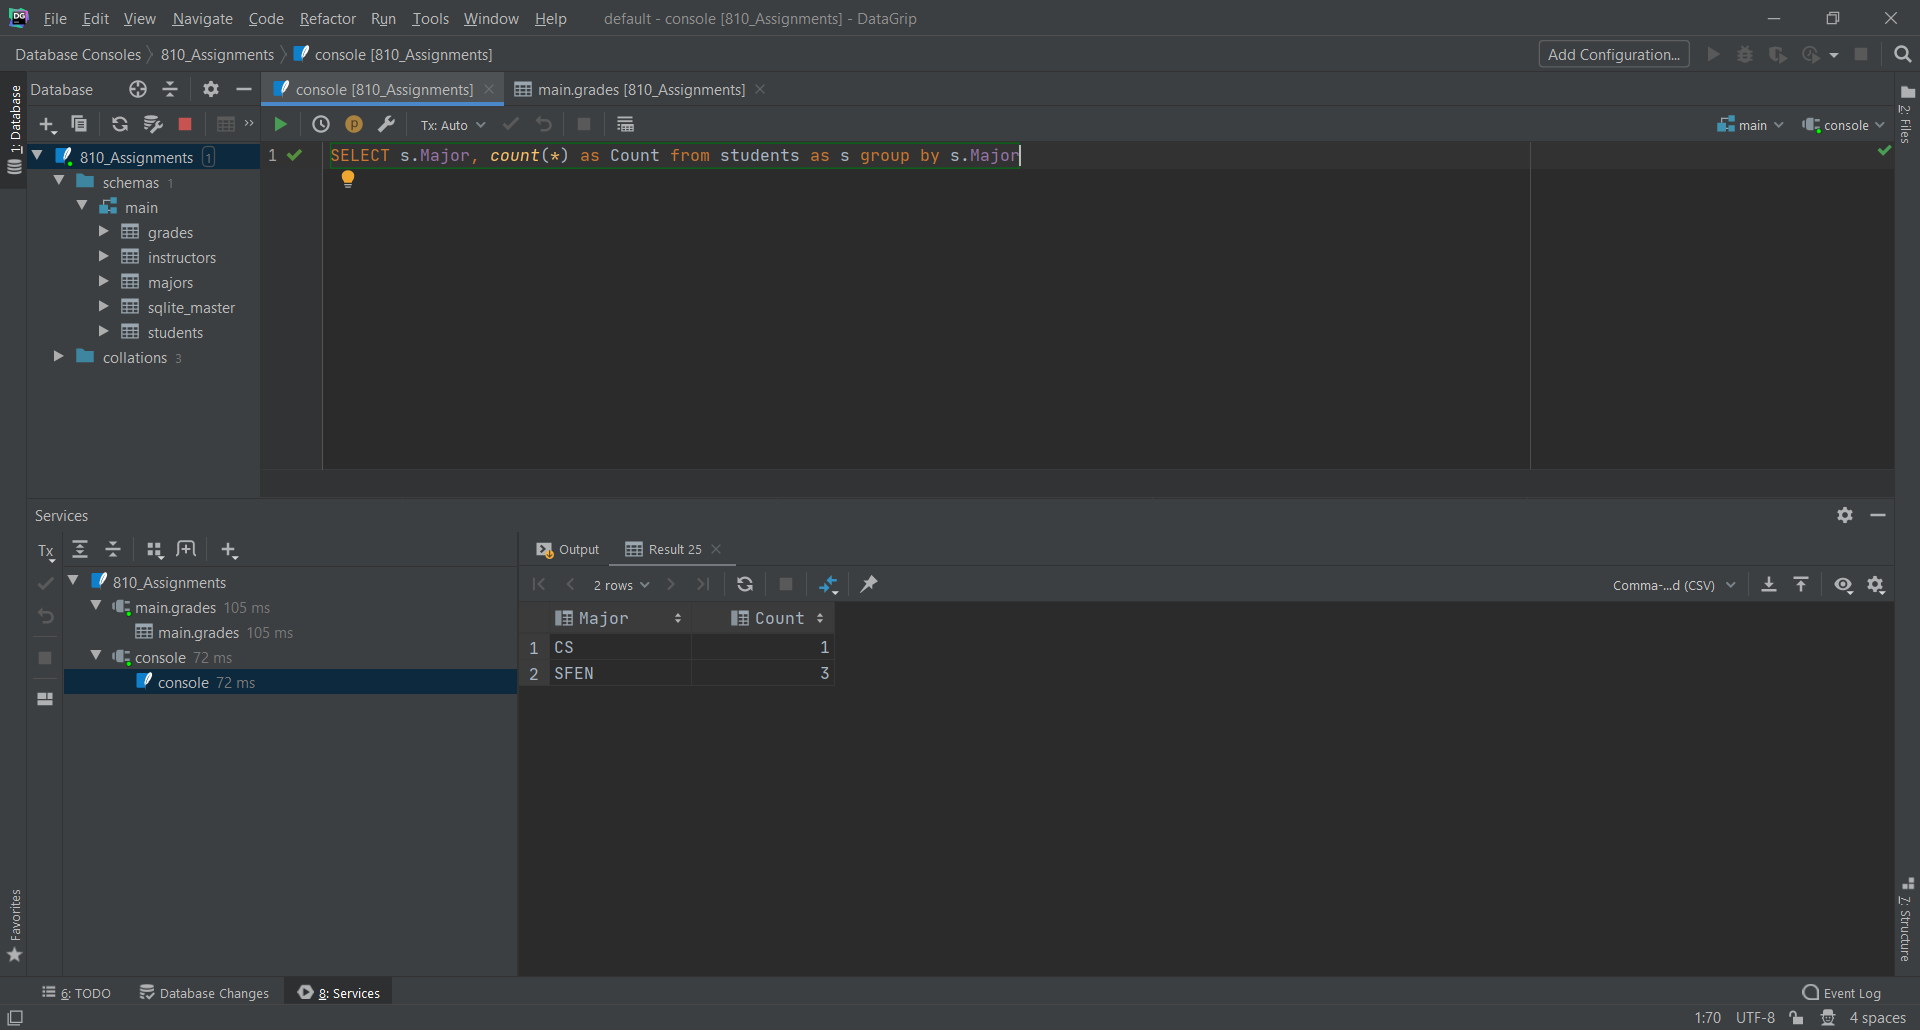 File Edit View Navigate Code Refactor Run Tools Window Help default - console [810_Assignments] - DataGrip
Database Consoles 810_Assignments console [810_Assignments] Add Configuration...
Database console [810_Assignments] main.grades [810_Assignments]
Tx: Auto main console
1: Database
2: Files
810_Assignments 1
1 SELECT s.Major, count(*) as Count from students as s group by s.Major
schemas 1
main
grades
instructors
majors
sqlite_master
students
collations 3
Services
Tx
Output Result 25
2 rows Comma-...d (CSV)
810_Assignments
main.grades 105 ms
main.grades 105 ms
console 72 ms
console 72 ms
Major Count
1 CS 1
2 SFEN 3
Favorites
7: Structure
6: TODO Database Changes 8: Services Event Log
1:70 UTF-8 4 spaces